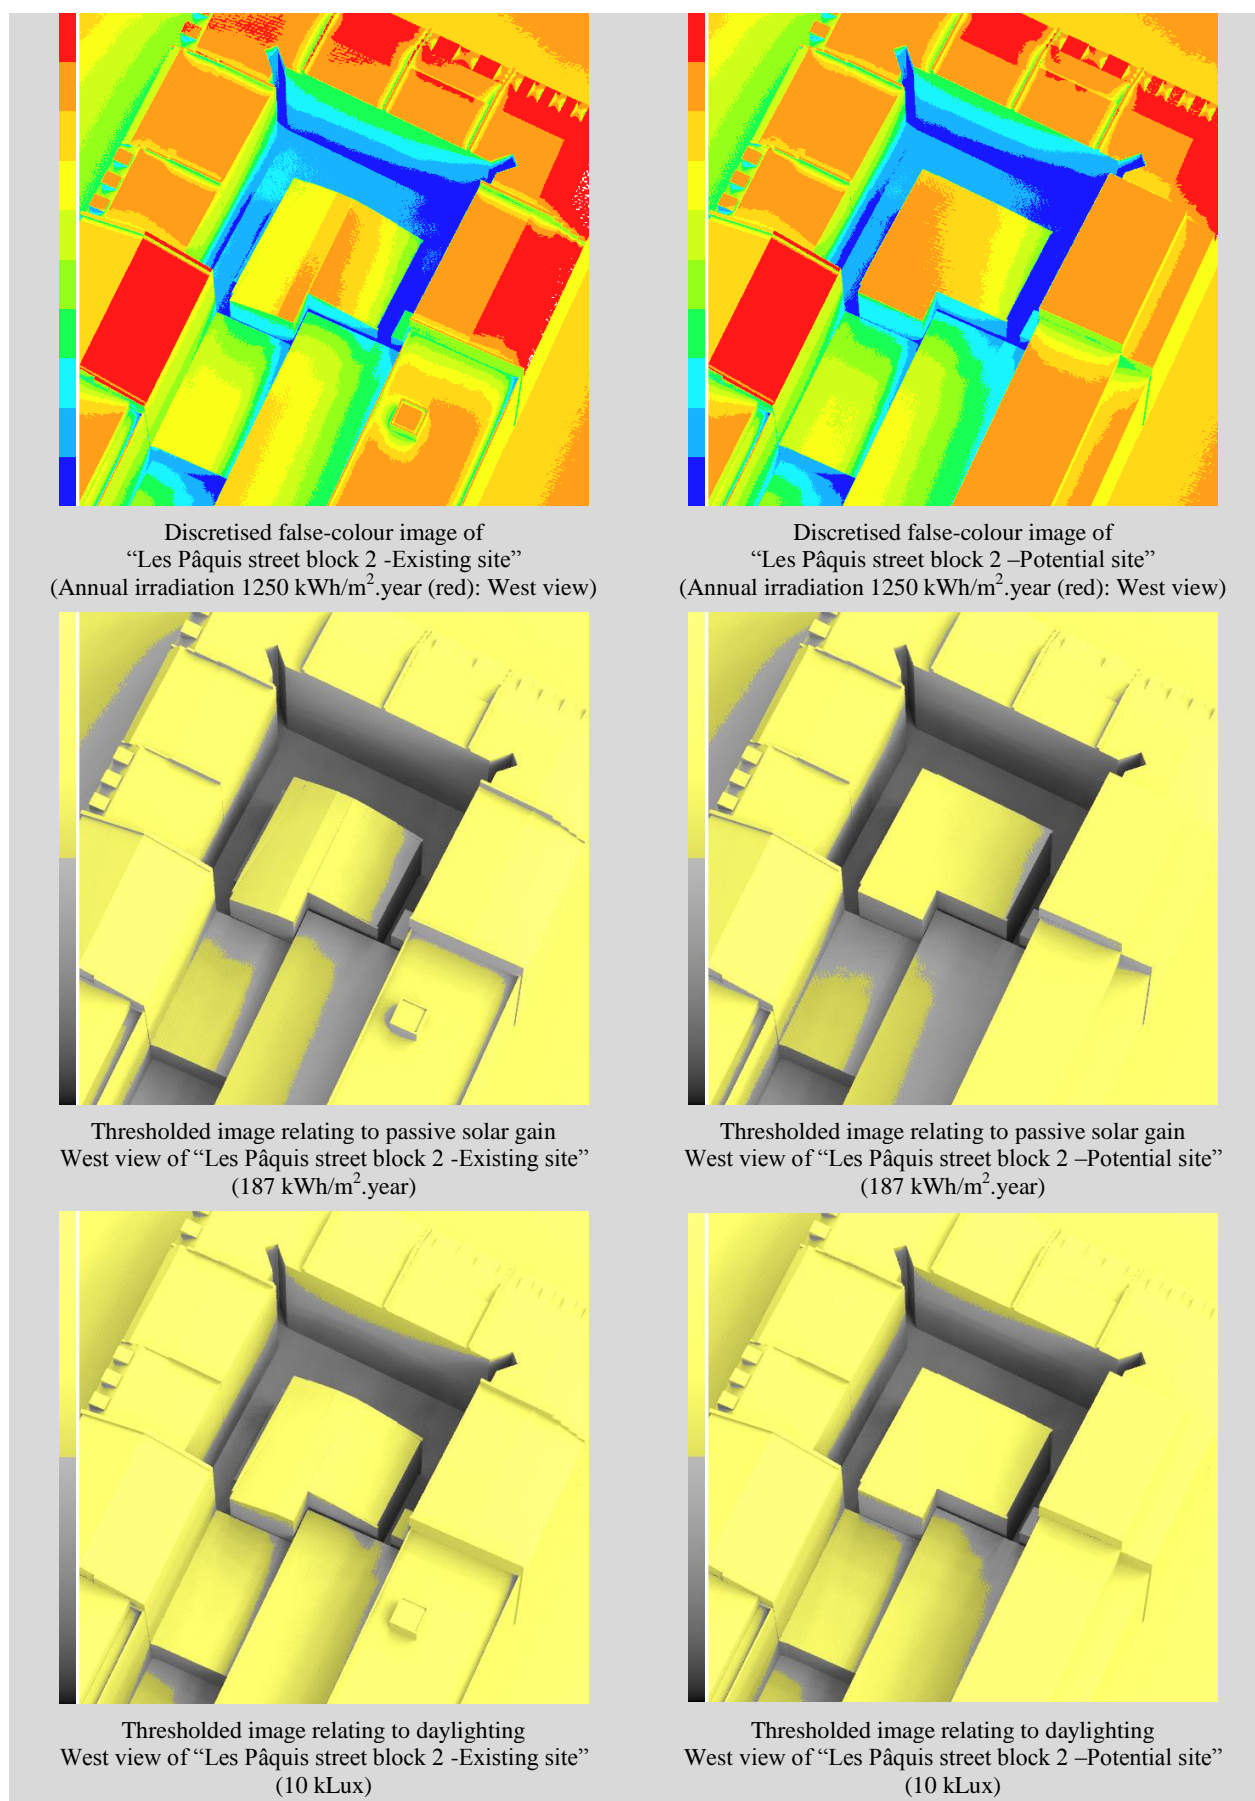 Discretised false-colour image of
“Les Pâquis street block 2 -Existing site”
(Annual irradiation 1250 kWh/m².year (red): West view)
Discretised false-colour image of
“Les Pâquis street block 2 –Potential site”
(Annual irradiation 1250 kWh/m².year (red): West view)
Thresholded image relating to passive solar gain
West view of “Les Pâquis street block 2 -Existing site”
(187 kWh/m².year)
Thresholded image relating to passive solar gain
West view of “Les Pâquis street block 2 –Potential site”
(187 kWh/m².year)
Thresholded image relating to daylighting
West view of “Les Pâquis street block 2 -Existing site”
(10 kLux)
Thresholded image relating to daylighting
West view of “Les Pâquis street block 2 –Potential site”
(10 kLux)